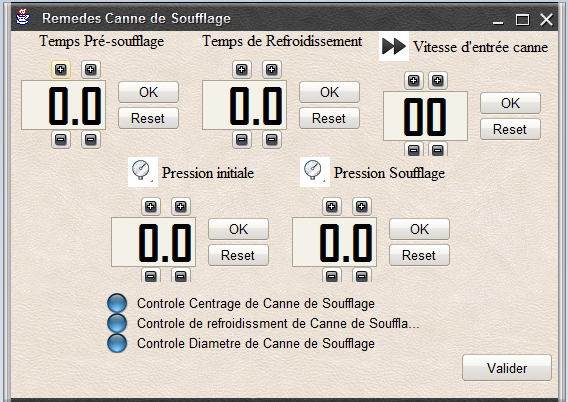 Remedes Canne de Soufflage
Temps Pré-soufflage
Temps de Refroidissement
Vitesse d'entrée canne
0.0
OK
Reset
0.0
OK
Reset
00
OK
Reset
Pression initiale
Pression Soufflage
0.0
OK
Reset
0.0
OK
Reset
Controle Centrage de Canne de Soufflage
Controle de refroidissment de Canne de Souffla...
Controle Diametre de Canne de Soufflage
Valider